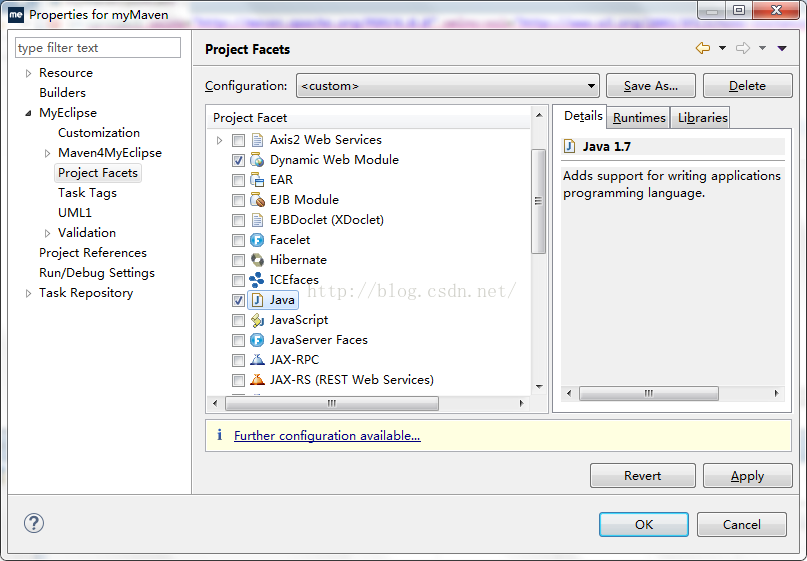 me Properties for myMaven
type filter text
Resource
Builders
MyEclipse
Customization
Maven4MyEclipse
Project Facets
Task Tags
UML1
Validation
Project References
Run/Debug Settings
Task Repository
Project Facets
Configuration: <custom> Save As... Delete
Project Facet
Axis2 Web Services
Dynamic Web Module
EAR
EJB Module
EJBDoclet (XDoclet)
Facelet
Hibernate
ICEfaces
Java
JavaScript
JavaServer Faces
JAX-RPC
JAX-RS (REST Web Services)
Details Runtimes Libraries
Java 1.7
Adds support for writing applications
programming language.
http://blog.csdn.net/
Further configuration available...
Revert Apply
OK Cancel